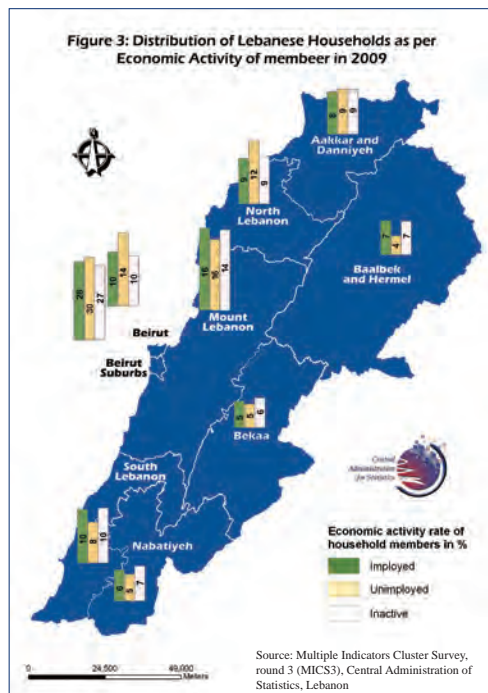 Figure 3: Distribution of Lebanese Households as per
Economic Activity of membeer in 2009
9
9
Aakkar and
Danniyeh
9
12
9
North
Lebanon
7
4
7
Baalbek
and Hermel
16
16
14
Mount
Lebanon
28
30
27
10
14
10
Beirut
Beirut
Suburbs
5
5
6
Bekaa
Central
Administration
for Statistics
South
Lebanon
10
8
10
Nabatiyeh
6
5
7
Economic activity rate of
household members in %
Imployed
Unimployed
Inactive
0 24,500 49,000
Meters
Source: Multiple Indicators Cluster Survey,
round 3 (MICS3), Central Administration of
Statistics, Lebanon